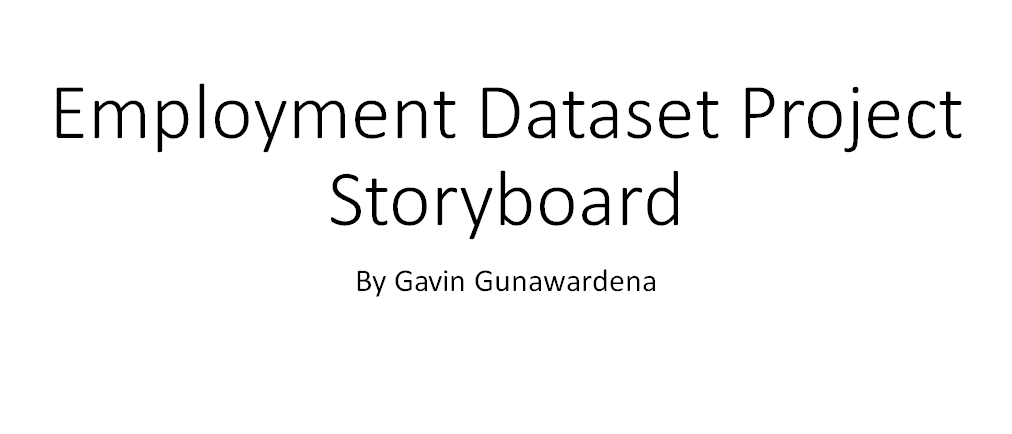 Employment Dataset Project
Storyboard
By Gavin Gunawardena